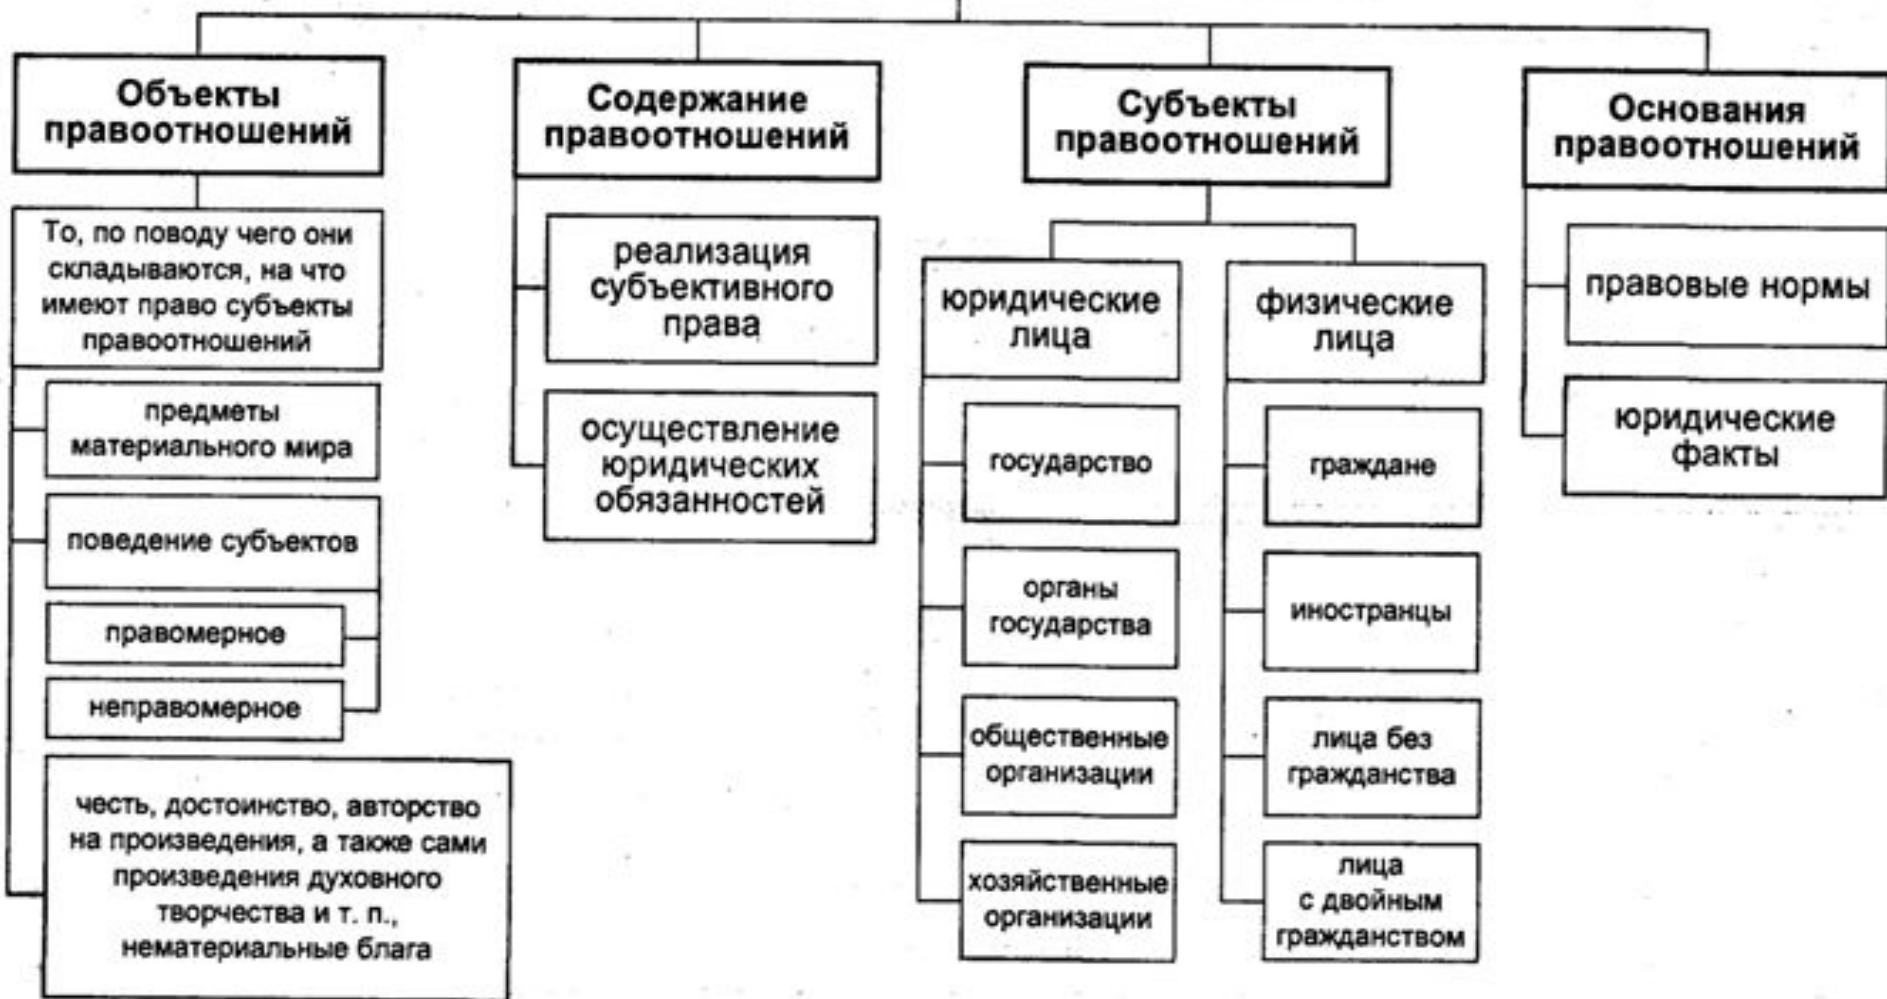 Объекты
правоотношений
То, по поводу чего они
складываются, на что
имеют право субъекты
правоотношений
предметы
материального мира
поведение субъектов
правомерное
неправомерное
честь, достоинство, авторство
на произведения, а также сами
произведения духовного
творчества и т. п.,
нематериальные блага
Содержание
правоотношений
реализация
субъективного
права
осуществление
юридических
обязанностей
Субъекты
правоотношений
юридические
лица
государство
органы
государства
общественные
организации
хозяйственные
организации
физические
лица
граждане
иностранцы
лица без
гражданства
лица
с двойным
гражданством
Основания
правоотношений
правовые нормы
юридические
факты